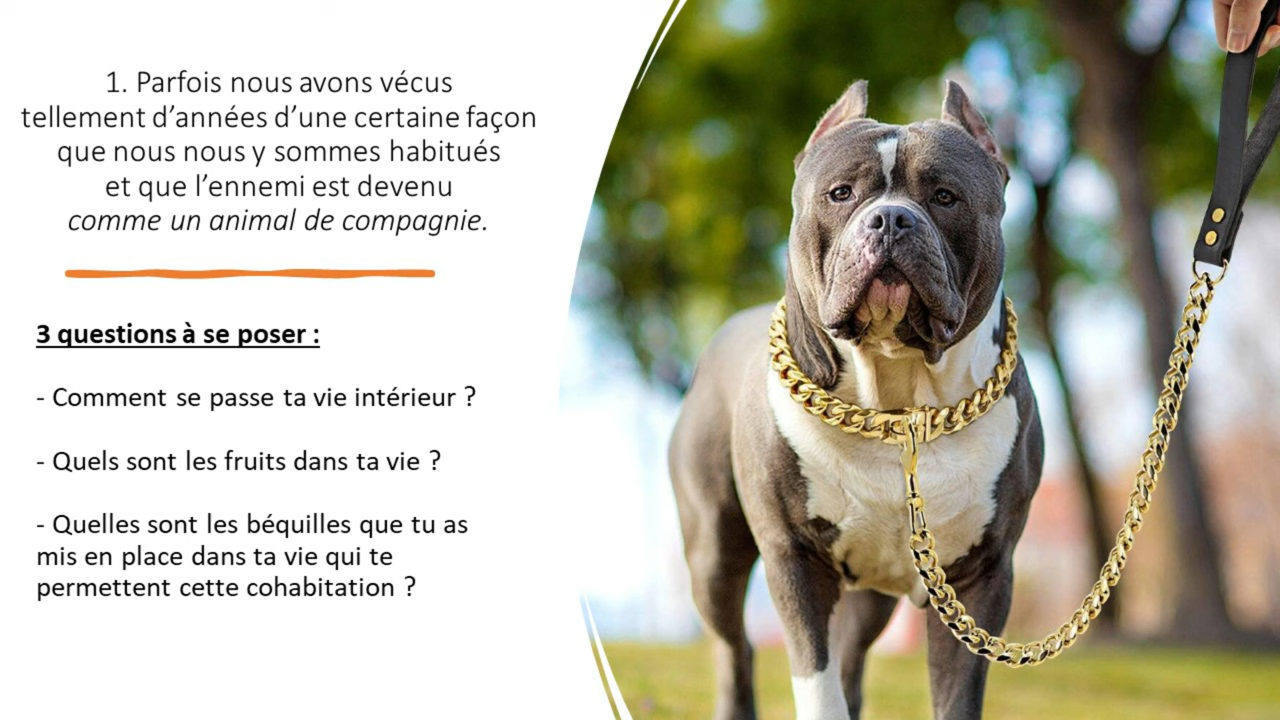 1. Parfois nous avons vécus
tellement d’années d’une certaine façon
que nous nous y sommes habitués
et que l’ennemi est devenu
comme un animal de compagnie.
3 questions à se poser :
- Comment se passe ta vie intérieur ?
- Quels sont les fruits dans ta vie ?
- Quelles sont les béquilles que tu as
mis en place dans ta vie qui te
permettent cette cohabitation ?